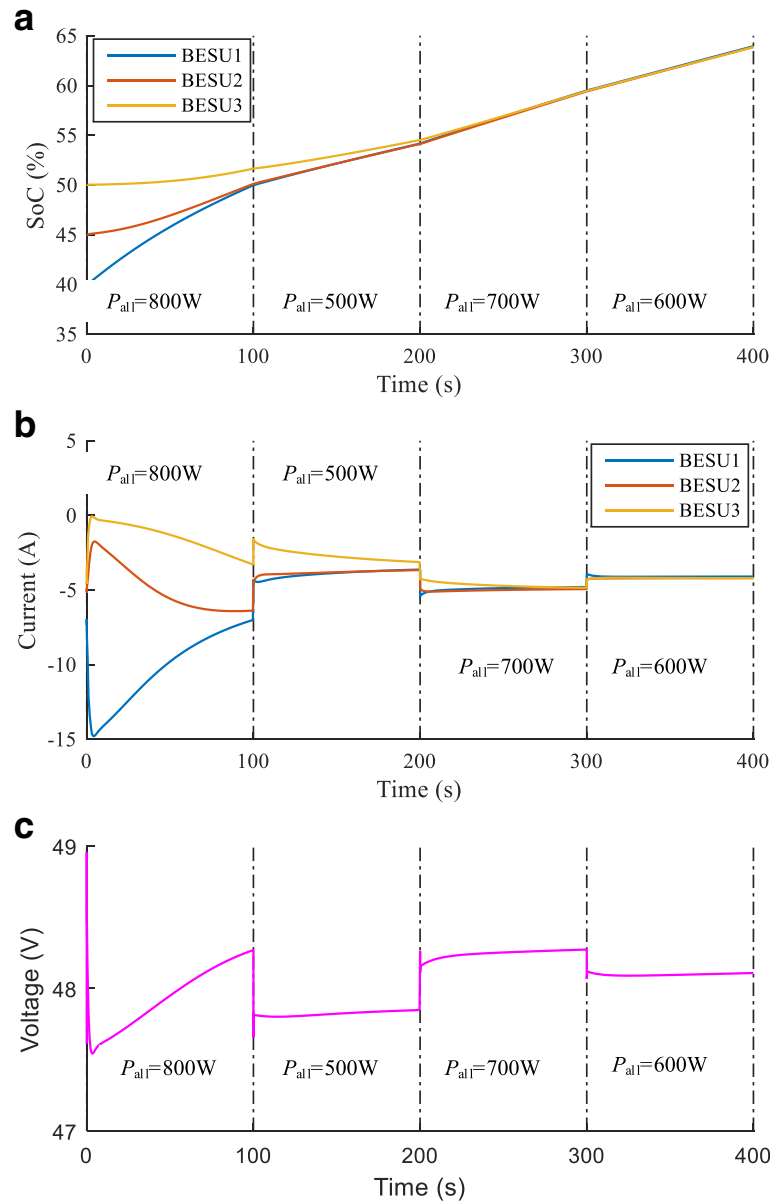 a
65
60
55
50
45
40
35
SoC (%)
BESU1
BESU2
BESU3
Pall=800W
Pall=500W
Pall=700W
Pall=600W
0 100 200 300 400
Time (s)
b
5
0
-5
-10
-15
Current (A)
Pall=800W
Pall=500W
BESU1
BESU2
BESU3
Pall=700W
Pall=600W
0 100 200 300 400
Time (s)
c
49
48
47
Voltage (V)
Pall=800W
Pall=500W
Pall=700W
Pall=600W
0 100 200 300 400
Time (s)